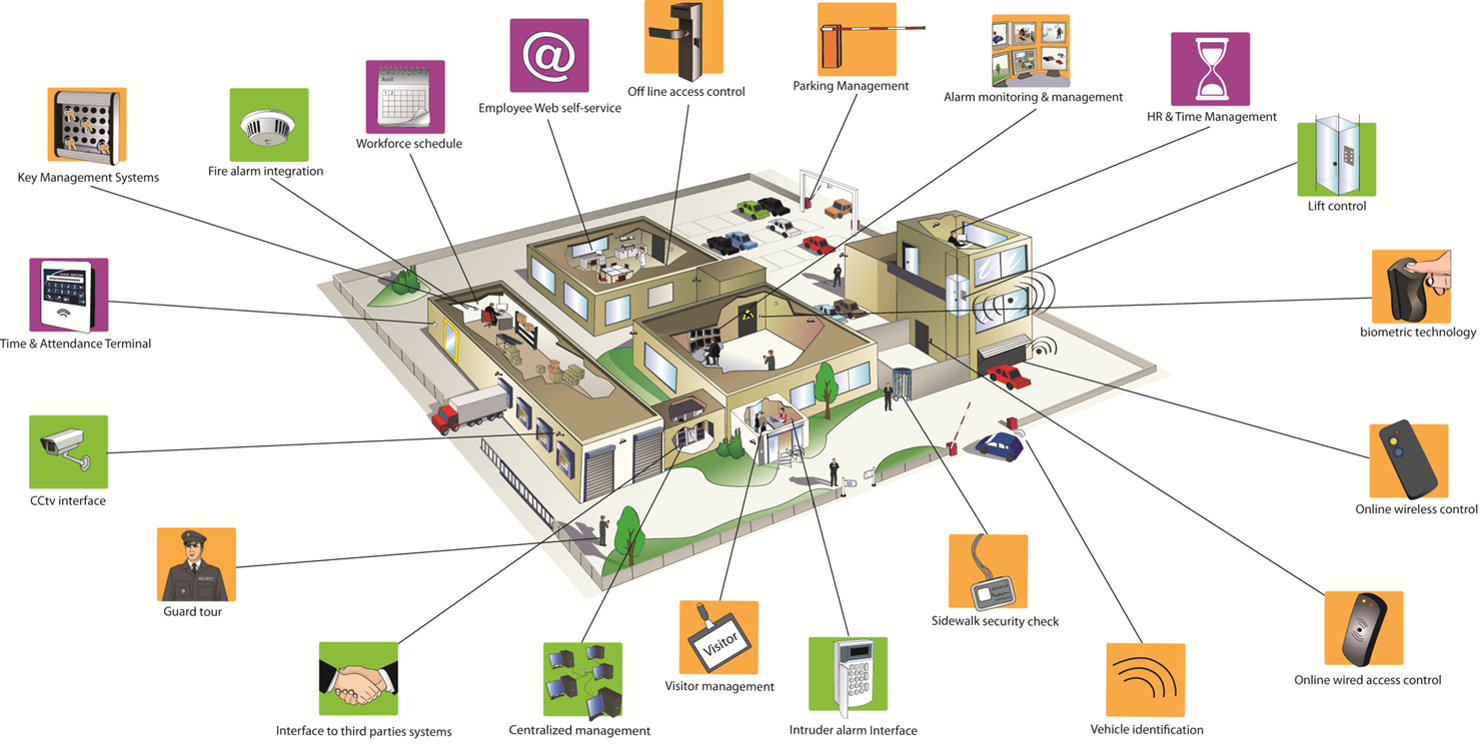 Parking Management
Off line access control
Alarm monitoring & management
Employee Web self-service
Avril
1 2
HR & Time Management
Workforce schedule
Fire alarm integration
Key Management Systems
Lift control
biometric technology
Time & Attendance Terminal
CCtv interface
Online wireless control
Guard tour
Sidewalk security check
Visitor
Online wired access control
Visitor management
Interface to third parties systems
Centralized management
Intruder alarm Interface
Vehicle identification